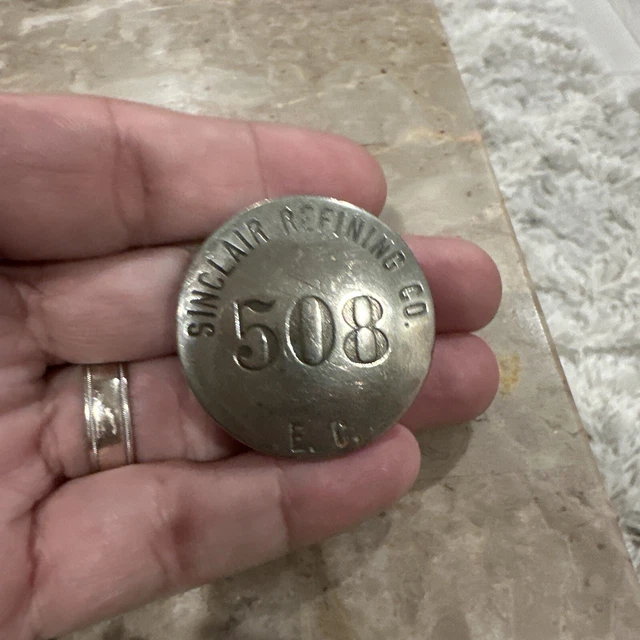 SINCLAIR REFINING CO.
508
E. C.